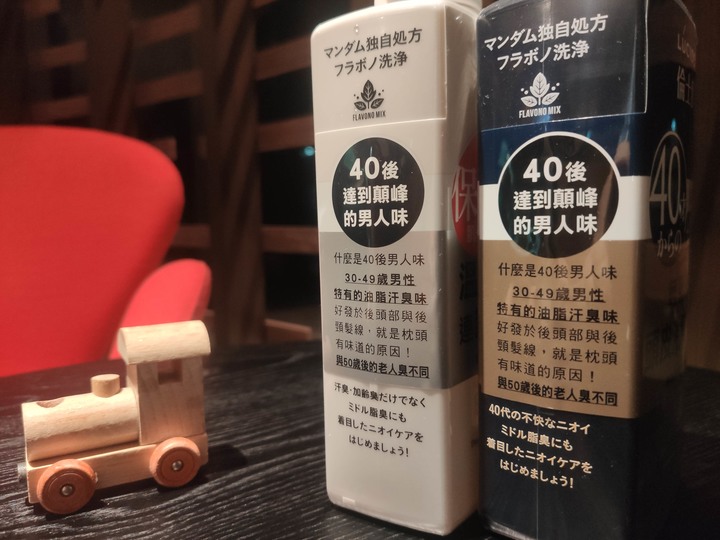 マンダム独自処方
フラボノ洗浄
FLAVONO MIX
40後
達到顛峰
的男人味
什麼是40後男人味
30-49歲男性
特有的油脂汗臭味
好發於後頭部與後
頸髮線，就是枕頭
有味道的原因！
與50歲後的老人臭不同
汗臭・加齢臭だけでなく
ミドル脂臭にも
着目したニオイケアを
はじめましょう！
保
マンダム独自処方
フラボノ洗浄
FLAVONO MIX
40後
達到顛峰
的男人味
什麼是40後男人味
30-49歲男性
特有的油脂汗臭味
好發於後頭部與後
頸髮線，就是枕頭
有味道的原因！
與50歲後的老人臭不同
40代の不快なニオイ
ミドル脂臭にも
着目したニオイケアを
はじめましょう！
40
からの